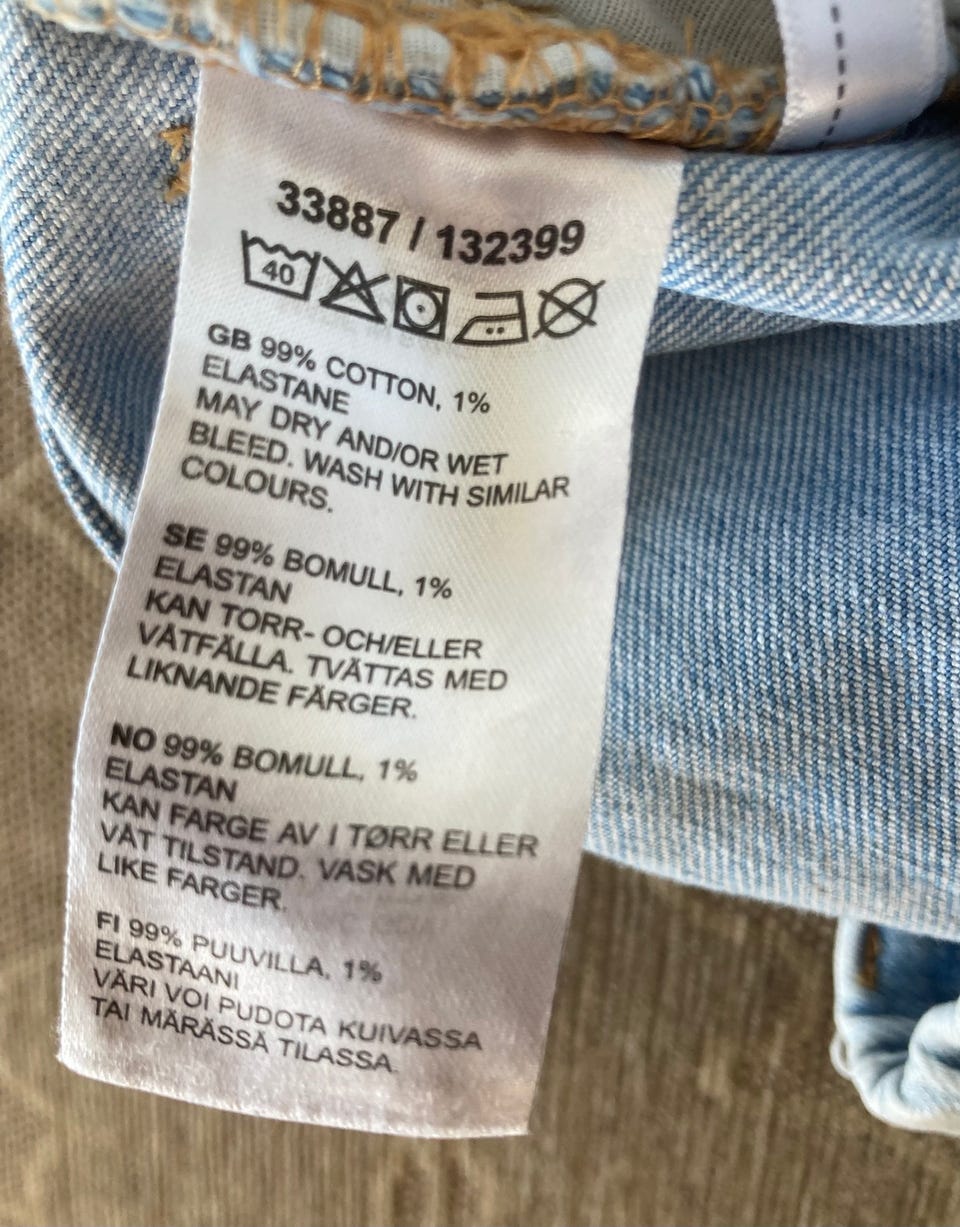 33887 / 132399
40
GB 99% COTTON, 1%
ELASTANE
MAY DRY AND/OR WET
BLEED. WASH WITH SIMILAR
COLOURS.
SE 99% BOMULL, 1%
ELASTAN
KAN TORR- OCH/ELLER
VÅTFÄLLA. TVÄTTAS MED
LIKNANDE FÄRGER.
NO 99% BOMULL, 1%
ELASTAN
KAN FARGE AV I TØRR ELLER
VÅT TILSTAND. VASK MED
LIKE FARGER.
FI 99% PUUVILLA, 1%
ELASTAANI
VÄRI VOI PUDOTA KUIVASSA
TAI MÄRÄSSÄ TILASSA.